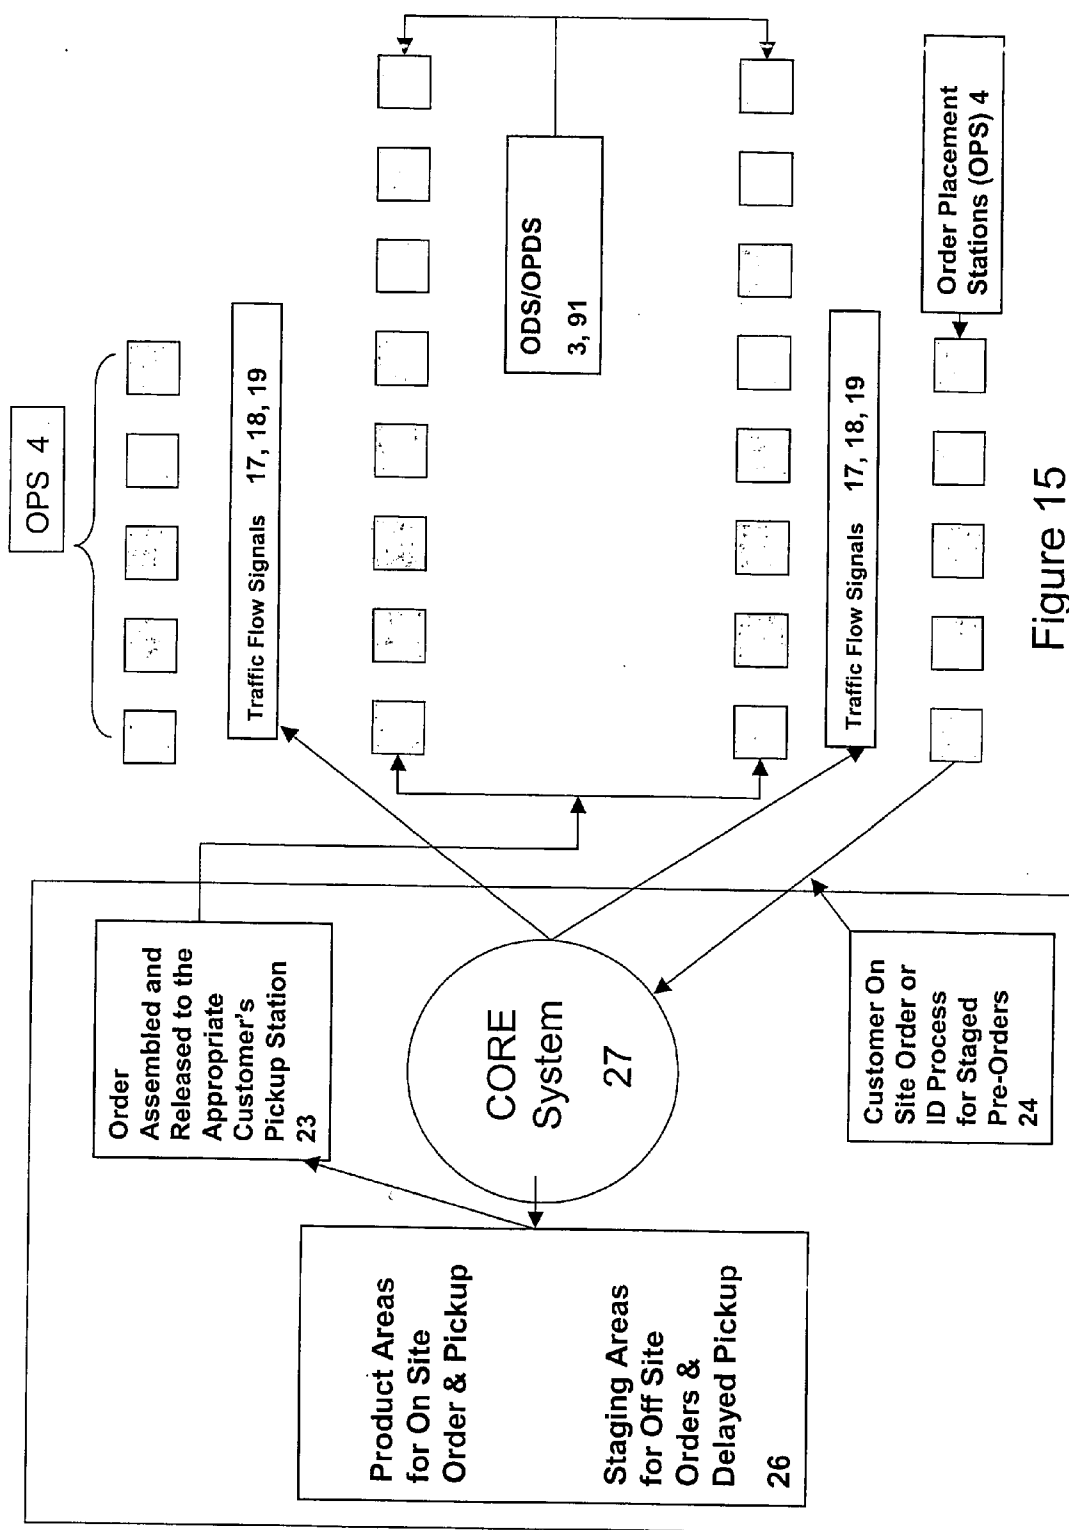 OPS 4
Traffic Flow Signals 17, 18, 19
ODS/OPDS
3, 91
Traffic Flow Signals 17, 18, 19
Order Placement
Stations (OPS) 4
Order
Assembled and
Released to the
Appropriate
Customer's
Pickup Station
23
CORE
System
27
Customer On
Site Order or
ID Process
for Staged
Pre-Orders
24
Product Areas
for On Site
Order & Pickup
Staging Areas
for Off Site
Orders &
Delayed Pickup
26
Figure 15